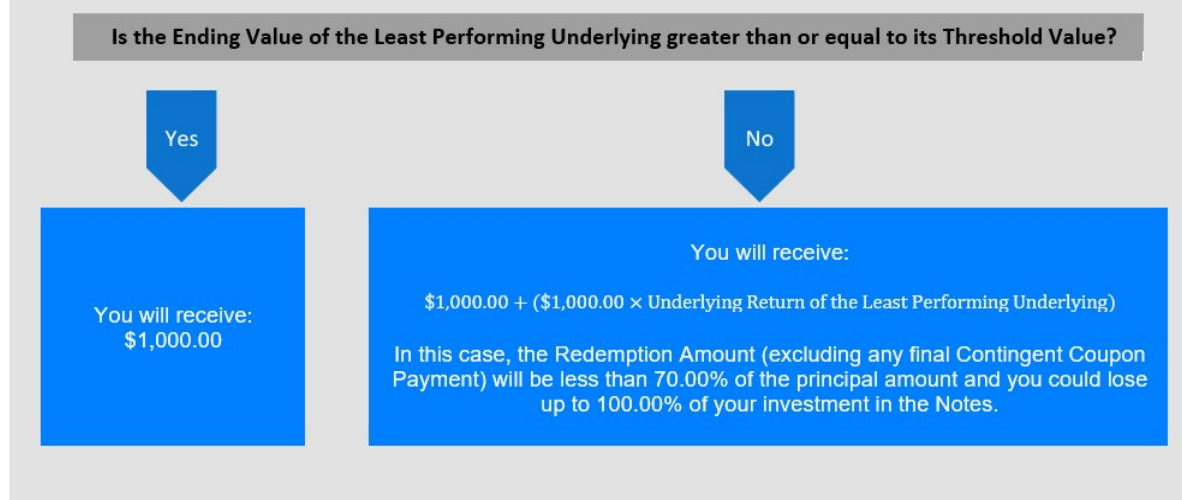 Is the Ending Value of the Least Performing Underlying greater than or equal to its Threshold Value?
Yes
No
You will receive:
$1,000.00
You will receive:
$1,000.00 + ($1,000.00 × Underlying Return of the Least Performing Underlying)
In this case, the Redemption Amount (excluding any final Contingent Coupon
Payment) will be less than 70.00% of the principal amount and you could lose
up to 100.00% of your investment in the Notes.